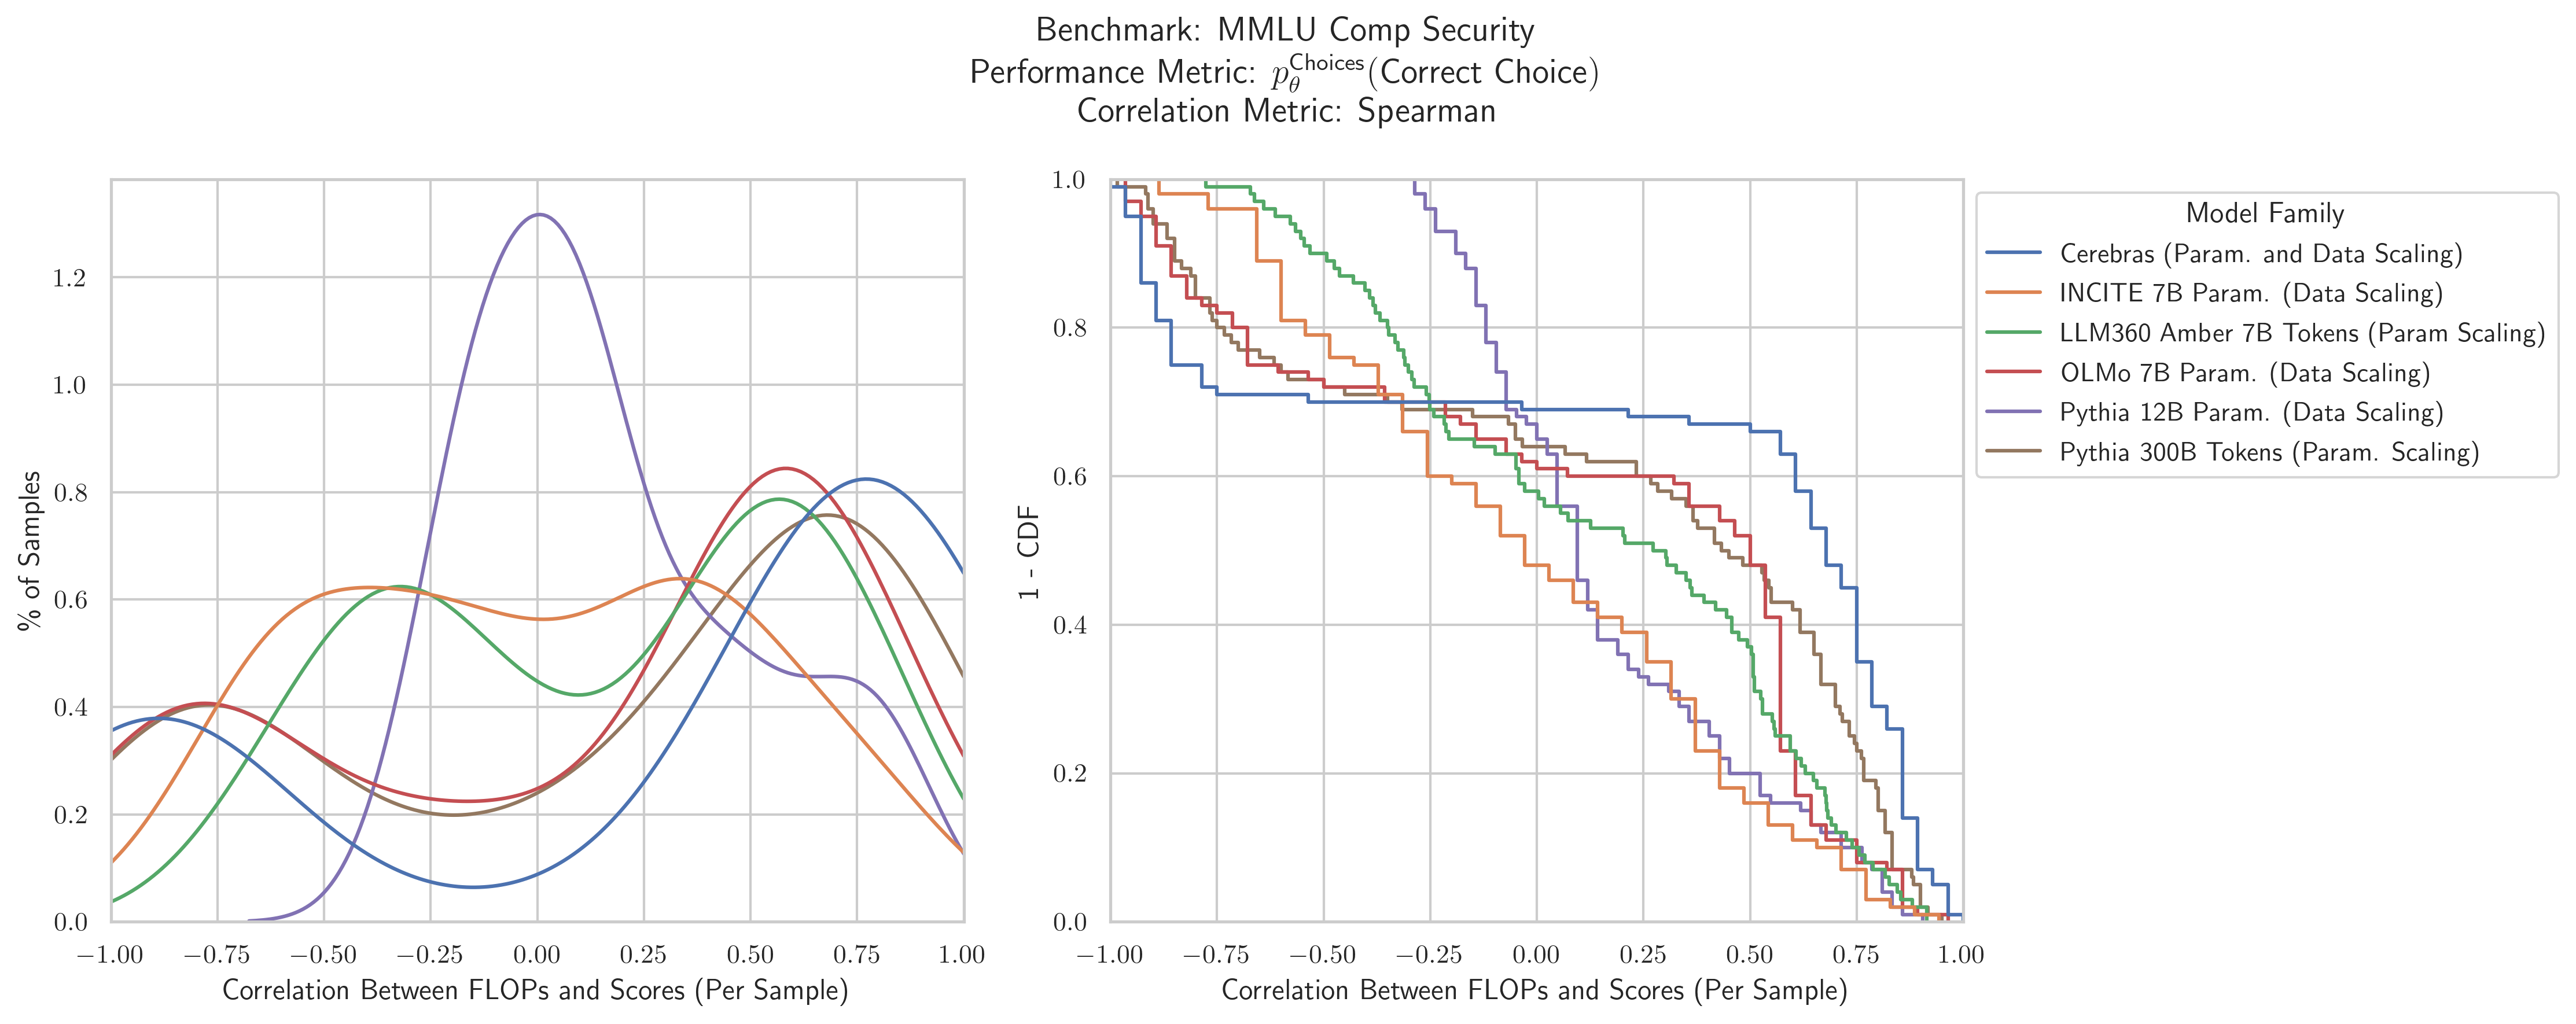 Benchmark: MMLU Comp Security
Performance Metric: $p_{\theta}^{\text{Choices}}$(Correct Choice)
Correlation Metric: Spearman
% of Samples
1.2
1.0
0.8
0.6
0.4
0.2
0.0
−1.00 −0.75 −0.50 −0.25 0.00 0.25 0.50 0.75 1.00
Correlation Between FLOPs and Scores (Per Sample)
1 - CDF
1.0
0.8
0.6
0.4
0.2
0.0
−1.00 −0.75 −0.50 −0.25 0.00 0.25 0.50 0.75 1.00
Correlation Between FLOPs and Scores (Per Sample)
Model Family
Cerebras (Param. and Data Scaling)
INCITE 7B Param. (Data Scaling)
LLM360 Amber 7B Tokens (Param Scaling)
OLMo 7B Param. (Data Scaling)
Pythia 12B Param. (Data Scaling)
Pythia 300B Tokens (Param. Scaling)